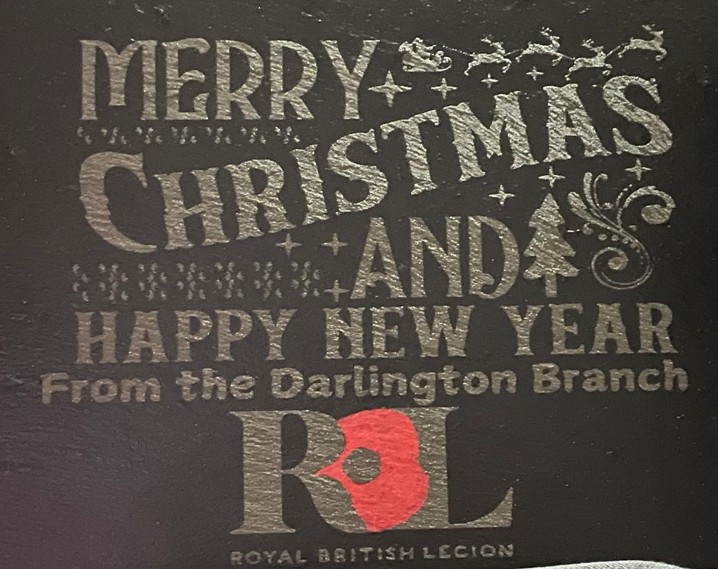 MERRY
CHRISTMAS
AND
HAPPY NEW YEAR
From the Darlington Branch
RBL
ROYAL BRITISH LEGION